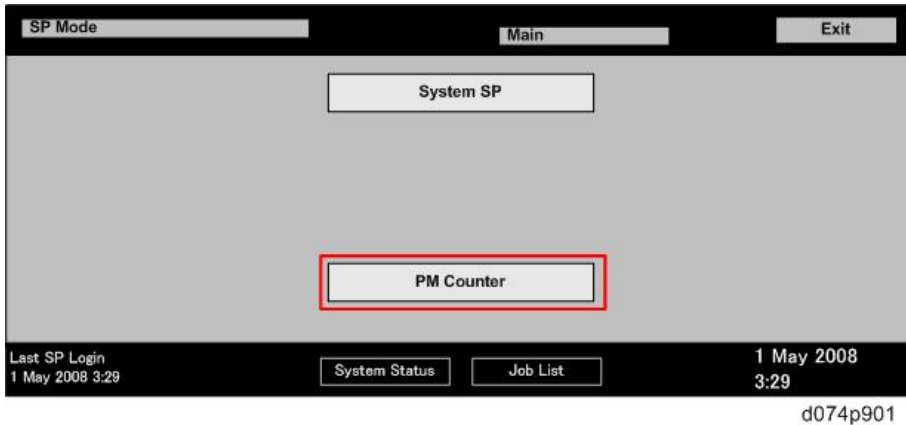 SP Mode
Main
Exit
System SP
PM Counter
Last SP Login
1 May 2008 3:29
System Status
Job List
1 May 2008
3:29
d074p901